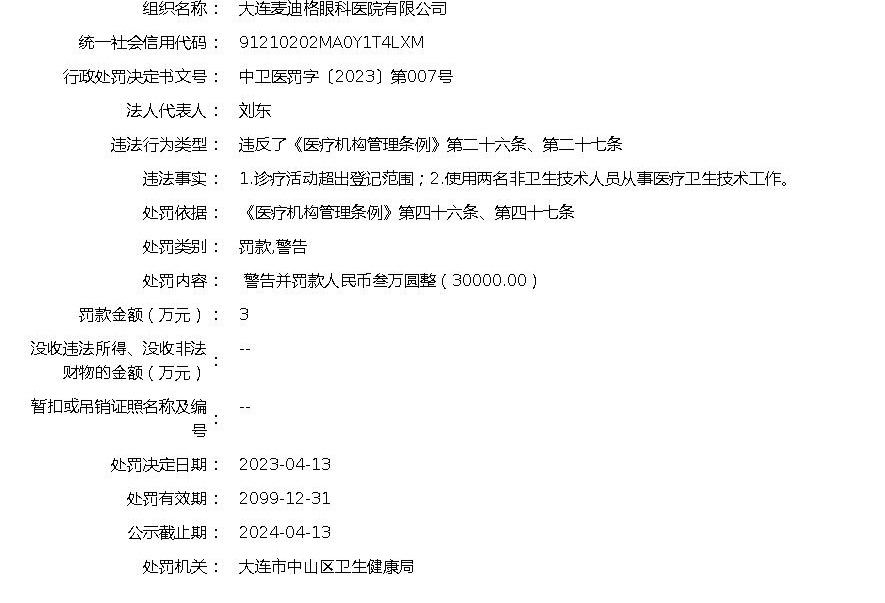 组织名称： 大连麦迪格眼科医院有限公司
统一社会信用代码： 91210202MA0Y1T4LXM
行政处罚决定书文号： 中卫医罚字〔2023〕第007号
法人代表人： 刘东
违法行为类型： 违反了《医疗机构管理条例》第二十六条、第二十七条
违法事实： 1.诊疗活动超出登记范围；2.使用两名非卫生技术人员从事医疗卫生技术工作。
处罚依据： 《医疗机构管理条例》第四十六条、第四十七条
处罚类别： 罚款,警告
处罚内容： 警告并罚款人民币叁万圆整（30000.00）
罚款金额（万元）： 3
没收违法所得、没收非法
财物的金额（万元）： --
暂扣或吊销证照名称及编
号： --
处罚决定日期： 2023-04-13
处罚有效期： 2099-12-31
公示截止期： 2024-04-13
处罚机关： 大连市中山区卫生健康局